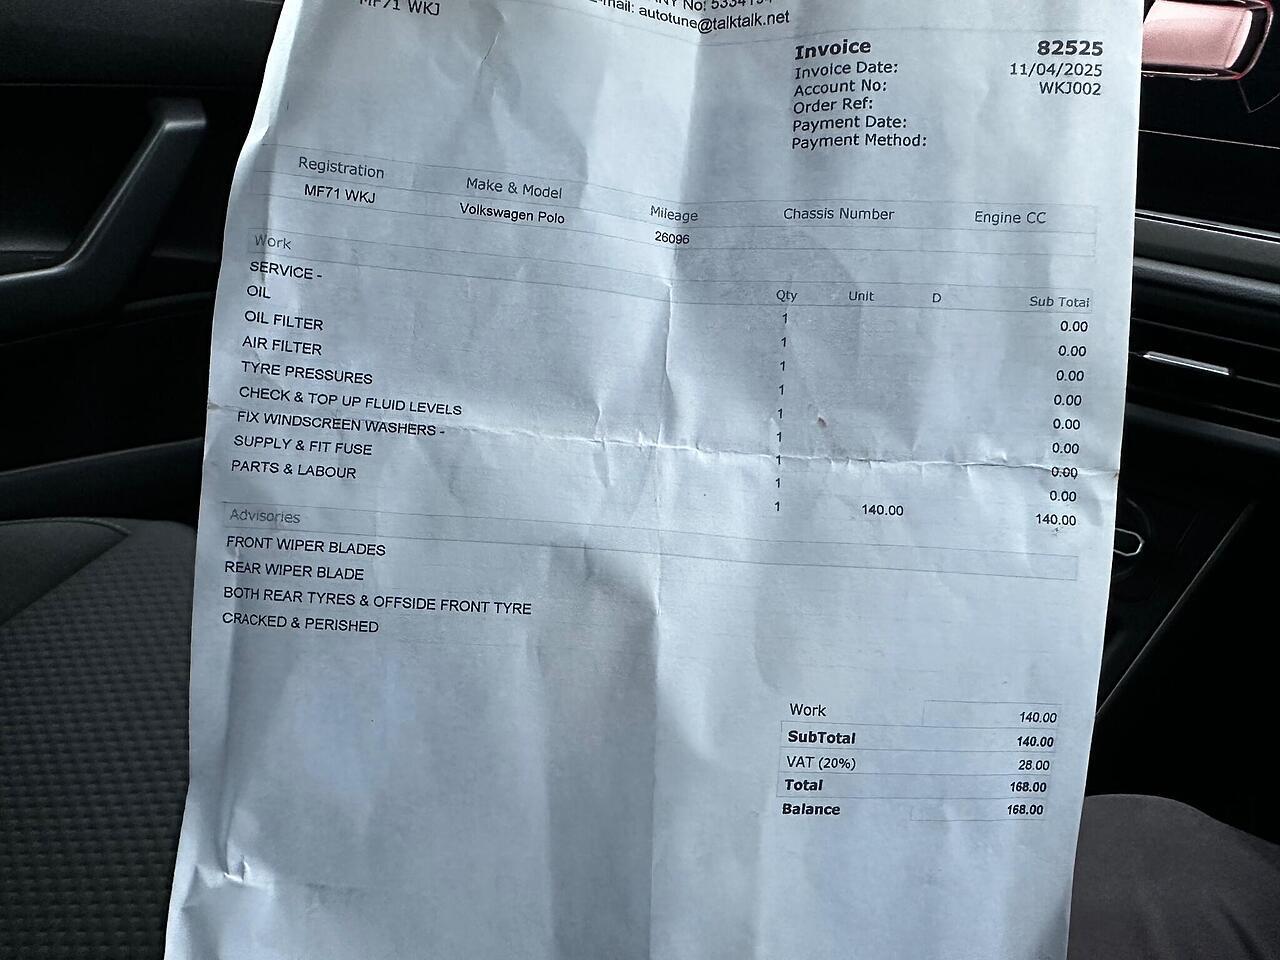 MF71 WKJ
No:
mail: autotune@talktalk.net
Invoice 82525
Invoice Date: 11/04/2025
Account No: WKJ002
Order Ref:
Payment Date:
Payment Method:
Registration Make & Model Mileage Chassis Number Engine CC
MF71 WKJ Volkswagen Polo 26096
Work Qty Unit D Sub Total
SERVICE - 1 0.00
OIL 1 0.00
OIL FILTER 1 0.00
AIR FILTER 1 0.00
TYRE PRESSURES 1 0.00
CHECK & TOP UP FLUID LEVELS 1 0.00
FIX WINDSCREEN WASHERS - 1 0.00
SUPPLY & FIT FUSE 1 0.00
PARTS & LABOUR 1 140.00 140.00
Advisories
FRONT WIPER BLADES
REAR WIPER BLADE
BOTH REAR TYRES & OFFSIDE FRONT TYRE
CRACKED & PERISHED
Work 140.00
SubTotal 140.00
VAT (20%) 28.00
Total 168.00
Balance 168.00